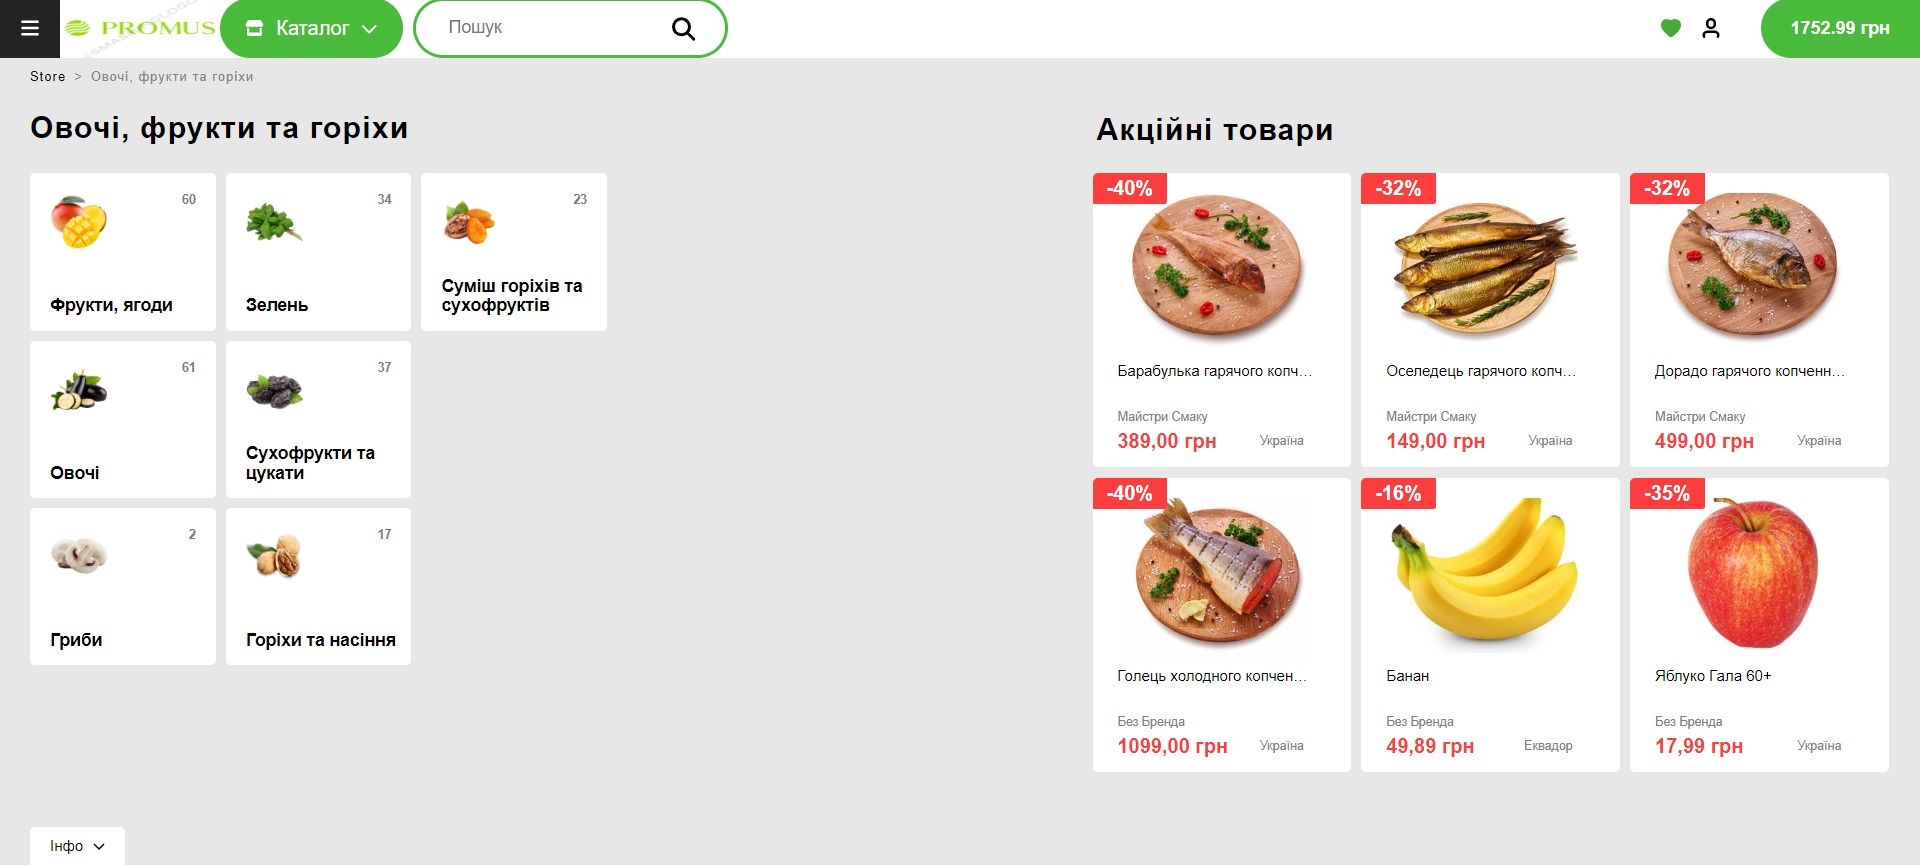 PROMUS
Каталог
Пошук
1752.99 грн
Store > Овочі, фрукти та горіхи
Овочі, фрукти та горіхи
60
Фрукти, ягоди
34
Зелень
23
Суміш горіхів та
сухофруктів
61
Овочі
37
Сухофрукти та
цукати
2
Гриби
17
Горіхи та насіння
Акційні товари
-40%
Барабулька гарячого копч...
Майстри Смаку
389,00 грн
Україна
-32%
Оселедець гарячого копч...
Майстри Смаку
149,00 грн
Україна
-32%
Дорадо гарячого копченн...
Майстри Смаку
499,00 грн
Україна
-40%
Голець холодного копчен...
Без Бренда
1099,00 грн
Україна
-16%
Банан
Без Бренда
49,89 грн
Еквадор
-35%
Яблуко Гала 60+
Без Бренда
17,99 грн
Україна
Інфо